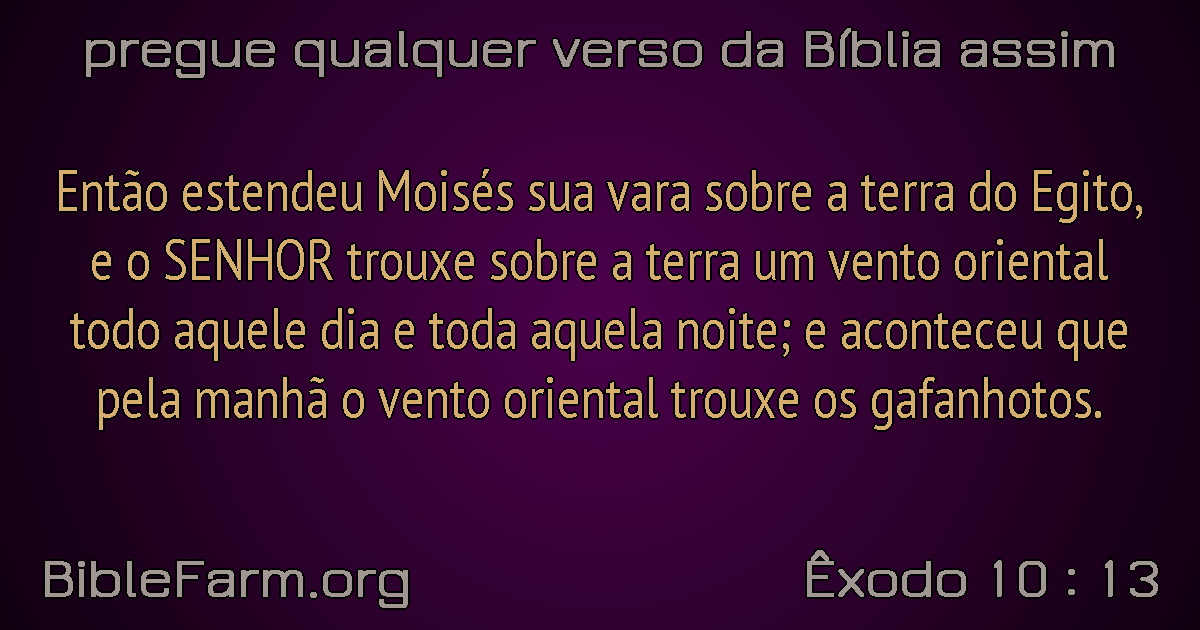 pregue qualquer verso da Bíblia assim
Então estendeu Moisés sua vara sobre a terra do Egito,
e o SENHOR trouxe sobre a terra um vento oriental
todo aquele dia e toda aquela noite; e aconteceu que
pela manhã o vento oriental trouxe os gafanhotos.
BibleFarm.org
Êxodo 10 : 13